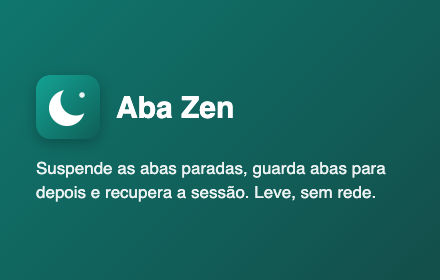 Aba Zen
Suspende as abas paradas, guarda abas para
depois e recupera a sessão. Leve, sem rede.